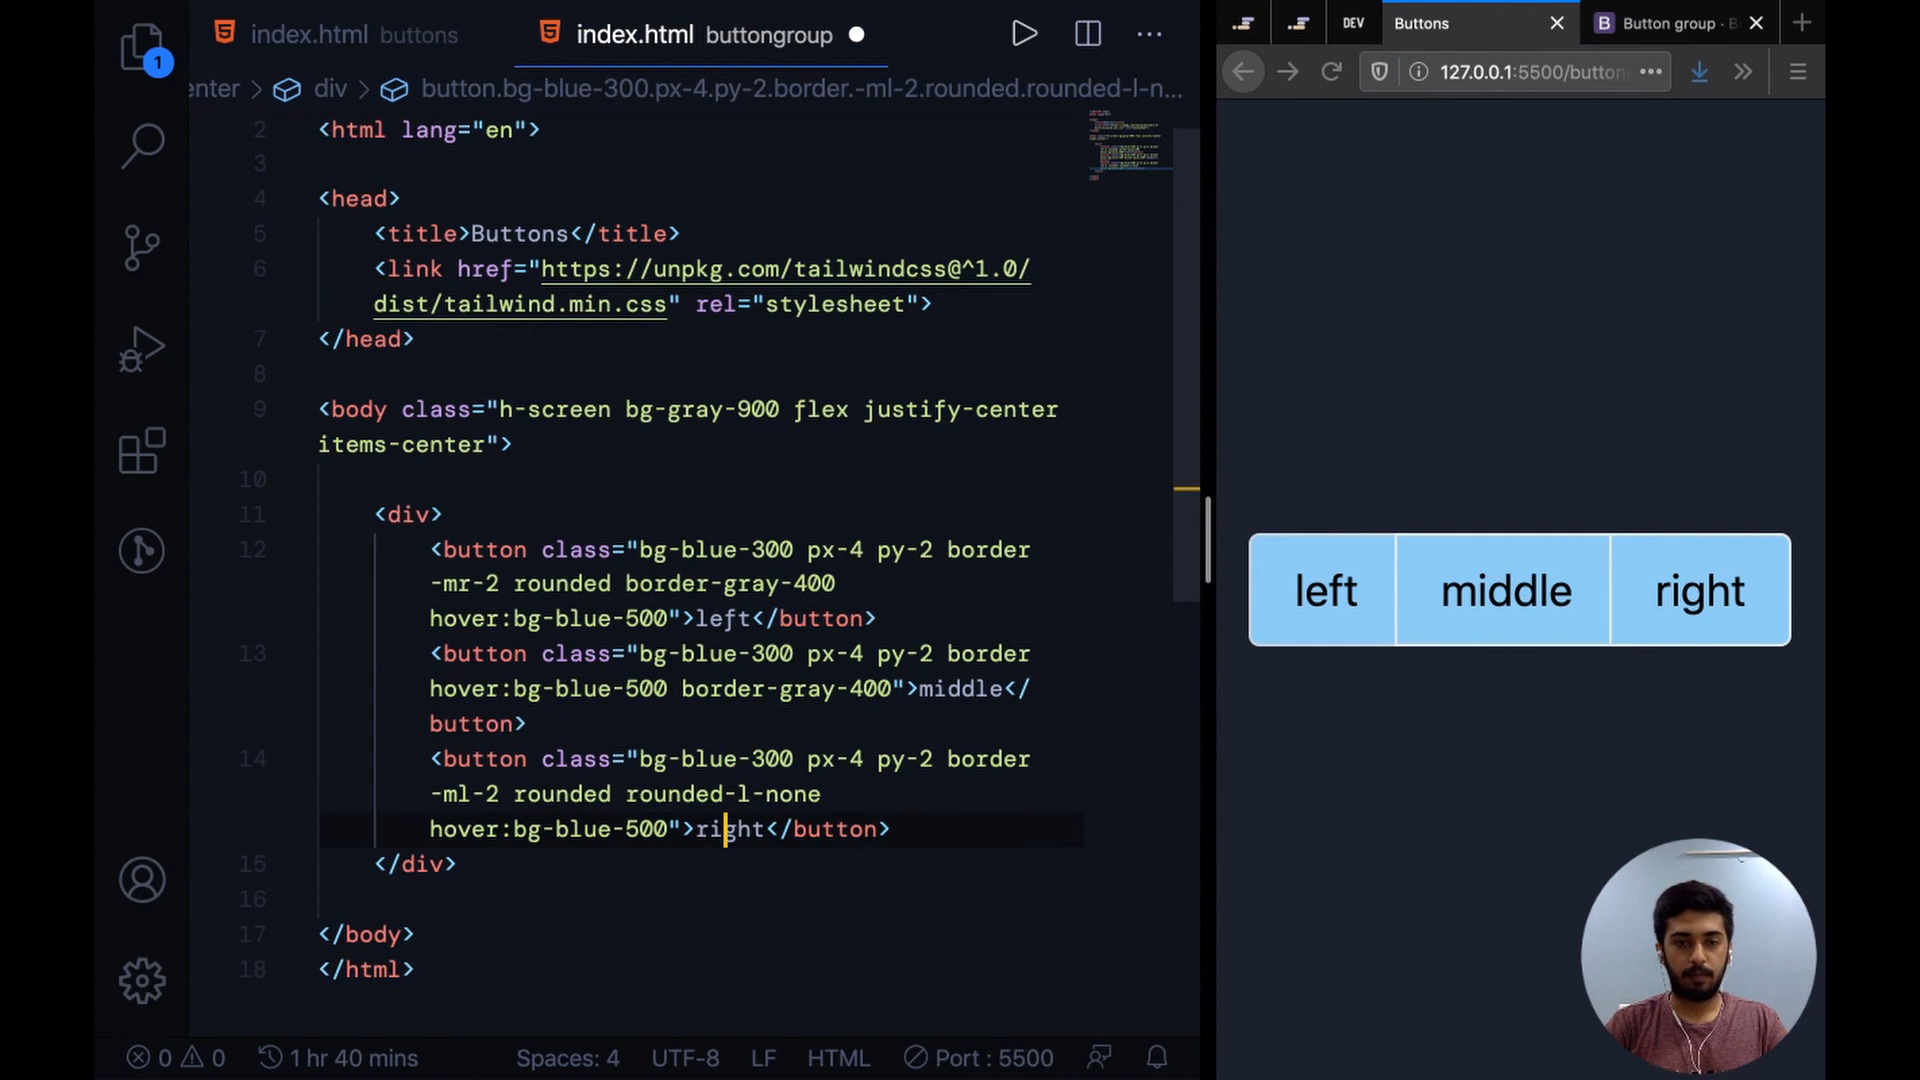 1
index.html buttons
index.html buttongroup
DEV
Buttons
Button group · B
127.0.0.1:5500/button
enter > div > button.bg-blue-300.px-4.py-2.border.-ml-2.rounded.rounded-l-n...
2 <html lang="en">
3
4 <head>
5 <title>Buttons</title>
6 <link href="https://unpkg.com/tailwindcss@^1.0/
dist/tailwind.min.css" rel="stylesheet">
7 </head>
8
9 <body class="h-screen bg-gray-900 flex justify-center
items-center">
10
11 <div>
12 <button class="bg-blue-300 px-4 py-2 border
-mr-2 rounded border-gray-400
hover:bg-blue-500">left</button>
13 <button class="bg-blue-300 px-4 py-2 border
hover:bg-blue-500 border-gray-400">middle</
button>
14 <button class="bg-blue-300 px-4 py-2 border
-ml-2 rounded rounded-l-none
hover:bg-blue-500">right</button>
15 </div>
16
17 </body>
18 </html>
left middle right
0 0 1 hr 40 mins Spaces: 4 UTF-8 LF HTML Port : 5500